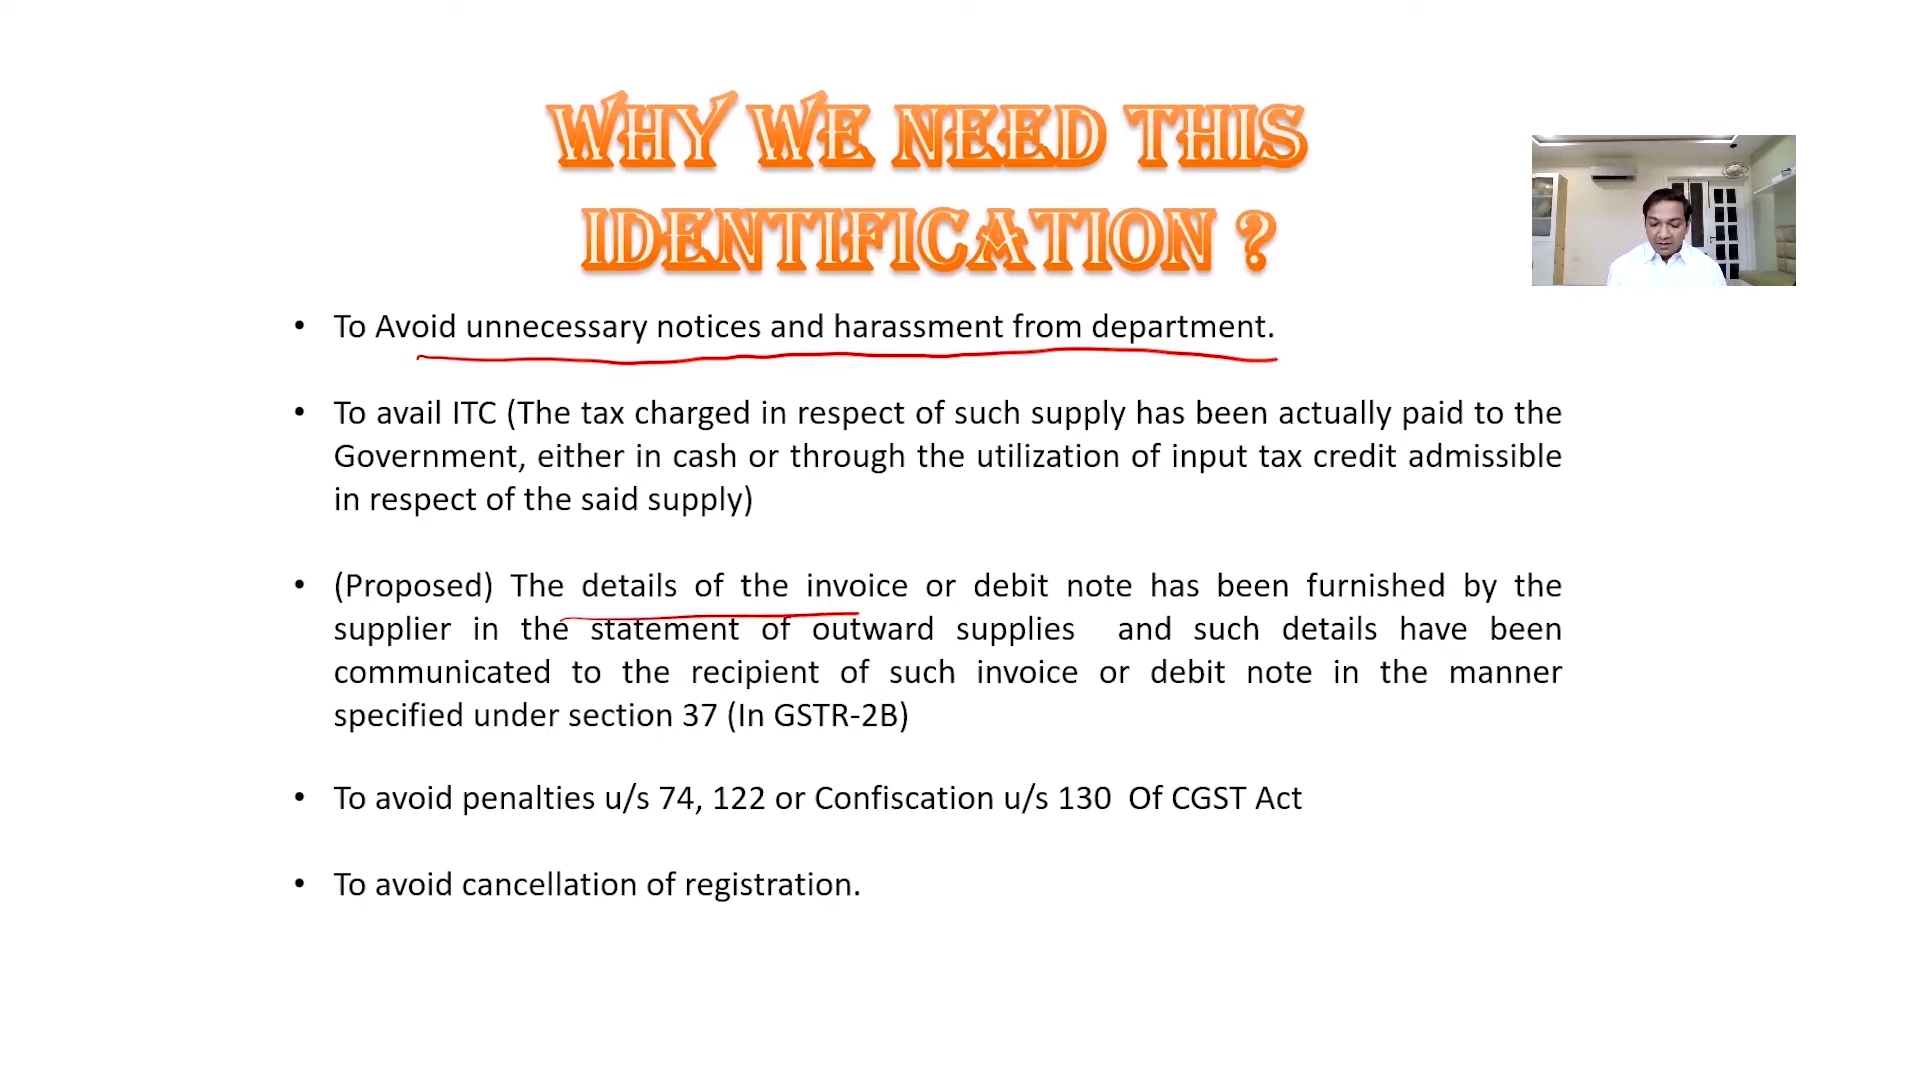 WHY WE NEED THIS
IDENTIFICATION ?
• To Avoid unnecessary notices and harassment from department.
• To avail ITC (The tax charged in respect of such supply has been actually paid to the
Government, either in cash or through the utilization of input tax credit admissible
in respect of the said supply)
• (Proposed) The details of the invoice or debit note has been furnished by the
supplier in the statement of outward supplies and such details have been
communicated to the recipient of such invoice or debit note in the manner
specified under section 37 (In GSTR-2B)
• To avoid penalties u/s 74, 122 or Confiscation u/s 130 Of CGST Act
• To avoid cancellation of registration.